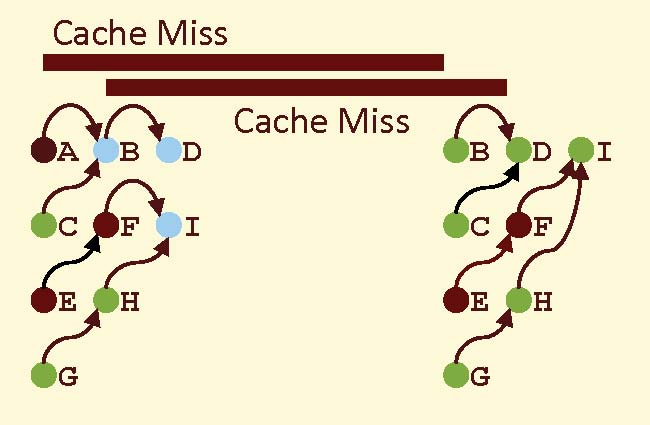 Cache Miss
Cache Miss
A B D B D I
C F I C F
E H E H
G G